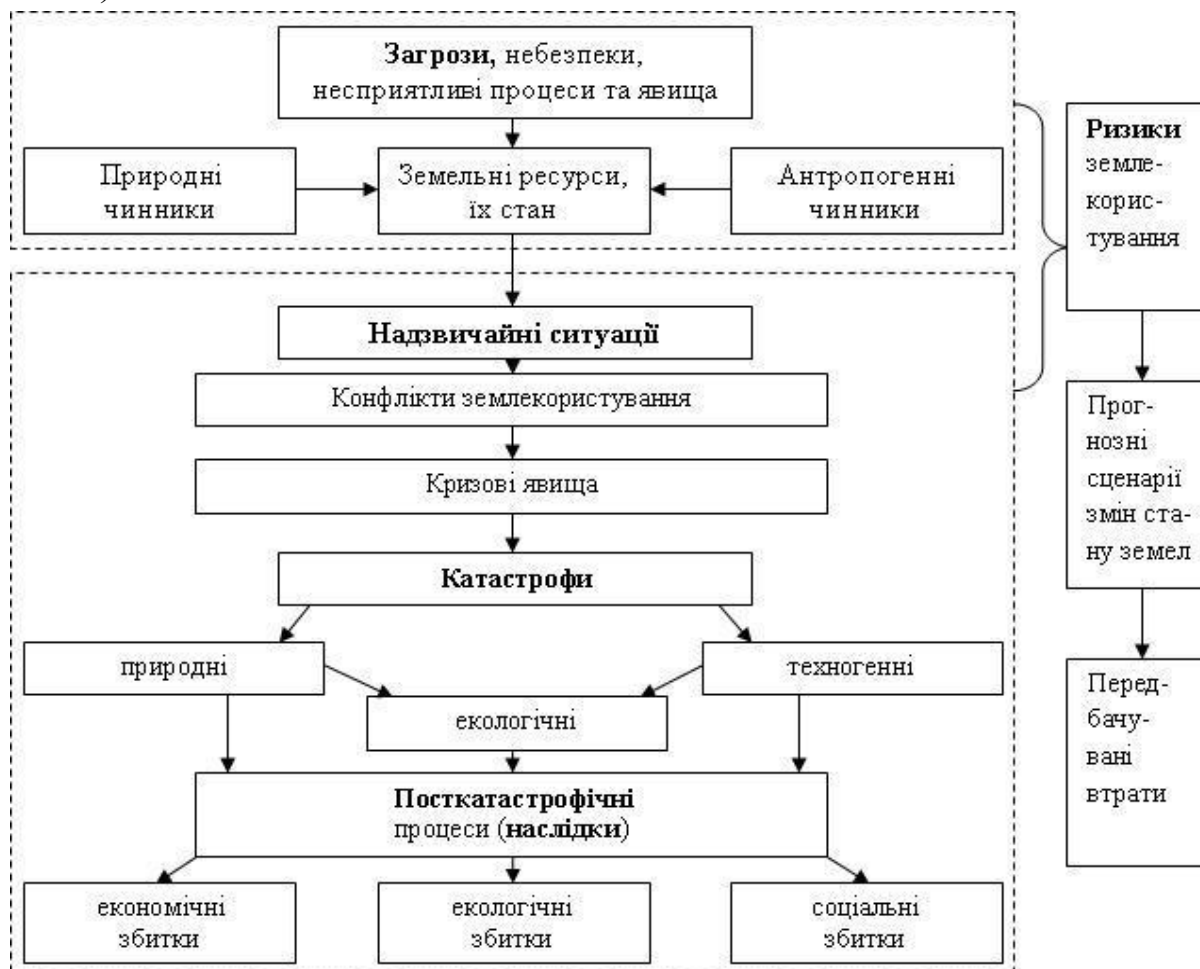 )
Загрози, небезпеки,
несприятливі процеси та явища
Природні
чинники
Земельні ресурси,
їх стан
Антропогенні
чинники
Ризики
земле-
корис-
тування
Надзвичайні ситуації
Конфлікти землекористування
Кризові явища
Прог-
нозні
сценарії
змін ста-
ну земел
Катастрофи
природні
техногенні
екологічні
Перед-
бачу-
вані
втрати
Посткатастрофічні
процеси (наслідки)
економічні
збитки
екологічні
збитки
соціальні
збитки